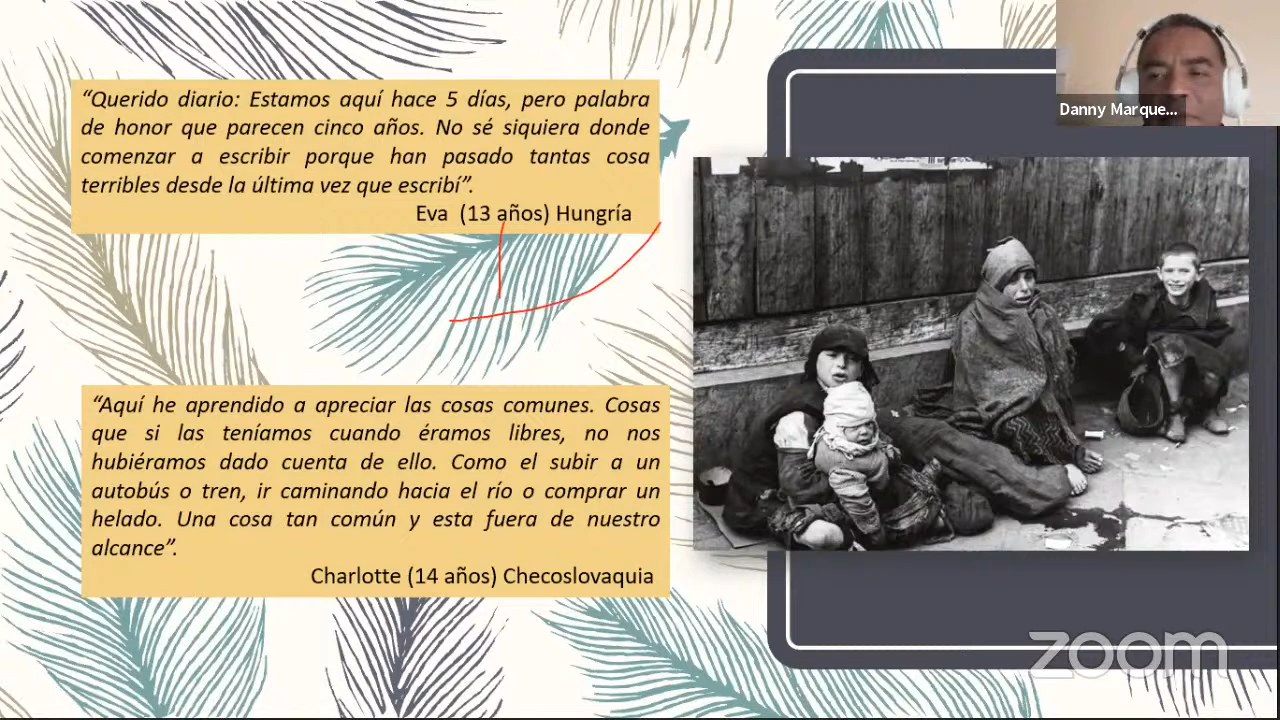 “Querido diario: Estamos aquí hace 5 días, pero palabra
de honor que parecen cinco años. No sé siquiera donde
comenzar a escribir porque han pasado tantas cosa
terribles desde la última vez que escribí”.
Eva (13 años) Hungría
“Aquí he aprendido a apreciar las cosas comunes. Cosas
que si las teníamos cuando éramos libres, no nos
hubiéramos dado cuenta de ello. Como el subir a un
autobús o tren, ir caminando hacia el río o comprar un
helado. Una cosa tan común y esta fuera de nuestro
alcance”.
Charlotte (14 años) Checoslovaquia
Danny Marque...
zoom